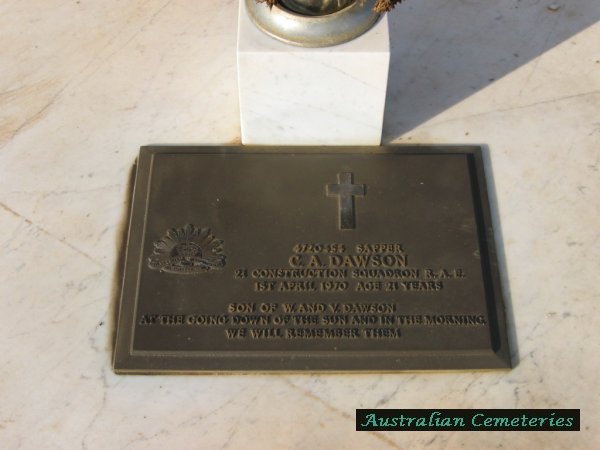 4720454 SAPPER
C. A. DAWSON
21 CONSTRUCTION SQUADRON R. A. E.
1ST APRIL 1970 AGE 21 YEARS
SON OF W. AND V. DAWSON
AT THE GOING DOWN OF THE SUN AND IN THE MORNING,
WE WILL REMEMBER THEM
Australian Cemeteries